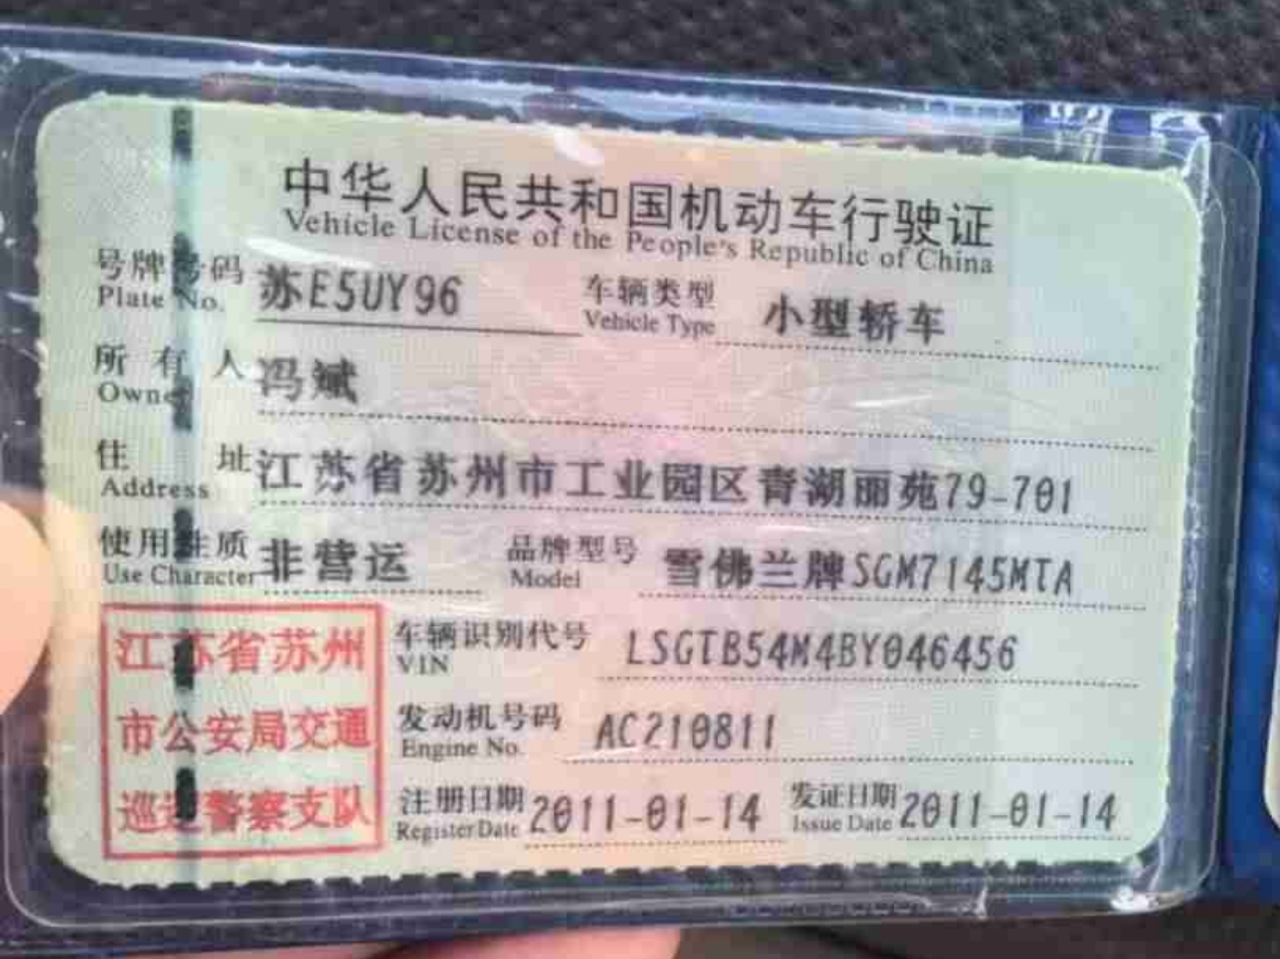 中华人民共和国机动车行驶证
Vehicle License of the People's Republic of China
号牌号码 苏E5UY96 车辆类型 小型轿车
Plate No. Vehicle Type
所有人 冯斌
Owner
住址 江苏省苏州市工业园区青湖丽苑79-701
Address
使用性质 非营运 品牌型号 雪佛兰牌SGM7145MTA
Use Character Model
江苏省苏州
市公安局交通
巡逻警察支队
车辆识别代号 LSGTB54M4BY046456
VIN
发动机号码 AC210811
Engine No.
注册日期 2011-01-14 发证日期 2011-01-14
Register Date Issue Date